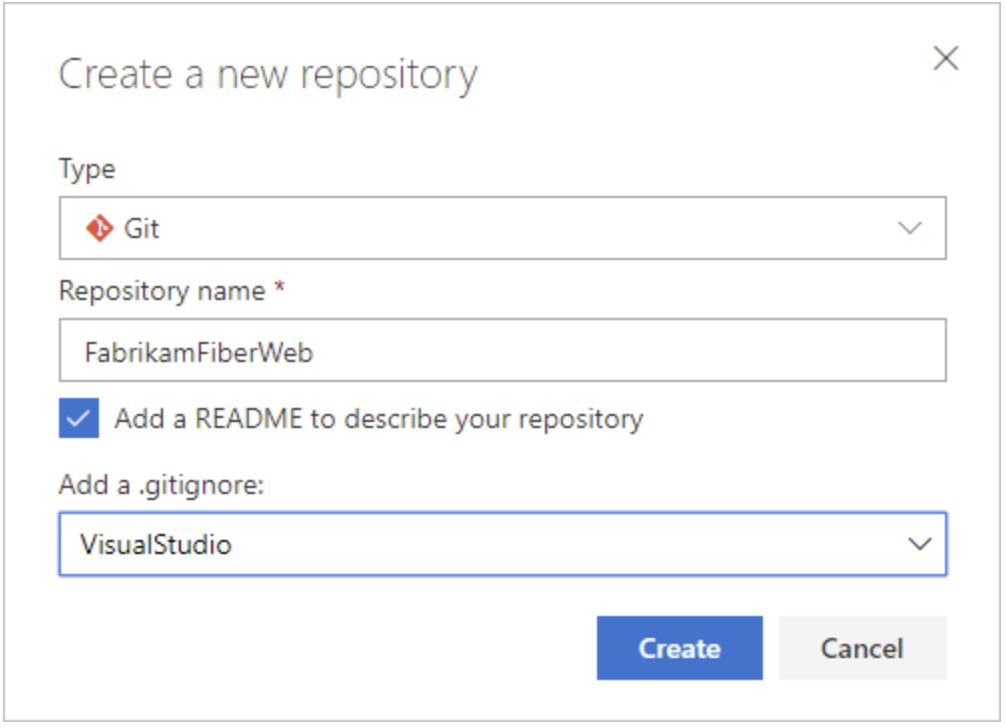 Create a new repository
Type
Git
Repository name *
FabrikamFiberWeb
Add a README to describe your repository
Add a .gitignore:
VisualStudio
Create Cancel